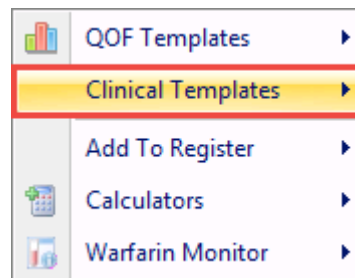 QOF Templates
Clinical Templates
Add To Register
Calculators
Warfarin Monitor